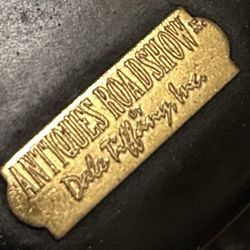 ANTIQUES ROADSHOW
by
Dale Tiffany, Inc.